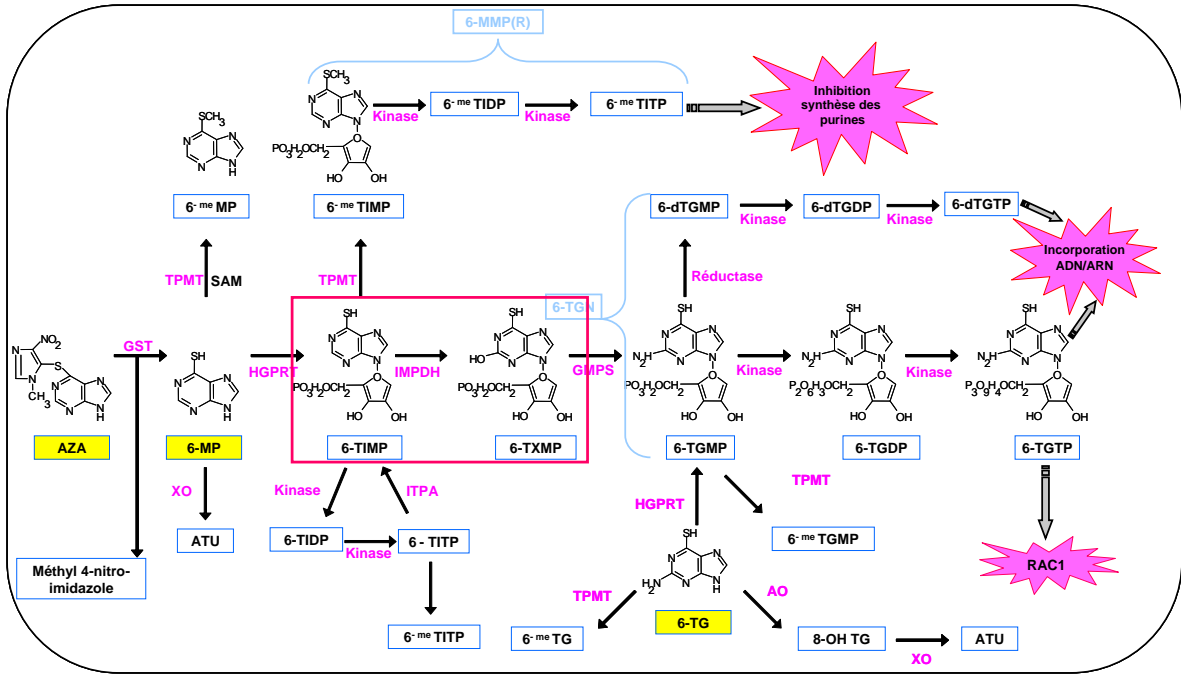 6-MMP(R)
SCH3
N N N N
PO3H2OCH2 O
HO OH
Kinase
6- me TIDP
Kinase
6- me TITP
Inhibition
synthèse des
purines
SCH3
N N N N H
6- me MP
6- me TIMP
6-dTGMP
Kinase
6-dTGDP
Kinase
6-dTGTP
TPMT SAM
TPMT
Réductase
Incorporation
ADN/ARN
6-TGN
NO2
N N S
CH3
N N N N H
GST
SH
N N N N H
HGPRT
SH
N N N N
PO3H2OCH2 O
HO OH
IMPDH
SH
HO N N N N
PO3H2OCH2 O
HO OH
GMPS
SH
NH2 N N N N
PO3H2OCH2 O
HO OH
Kinase
SH
NH2 N N N N
P2O6H3OCH2 O
HO OH
Kinase
SH
NH2 N N N N
P3O9H4OCH2 O
HO OH
AZA
6-MP
6-TIMP
6-TXMP
6-TGMP
6-TGDP
6-TGTP
XO
Kinase
ITPA
HGPRT
TPMT
ATU
6-TIDP
Kinase
6 - TITP
6- me TGMP
Méthyl 4-nitro-
imidazole
RAC1
SH
NH2 N N N N H
TPMT
AO
6- me TITP
6- me TG
6-TG
8-OH TG
XO
ATU